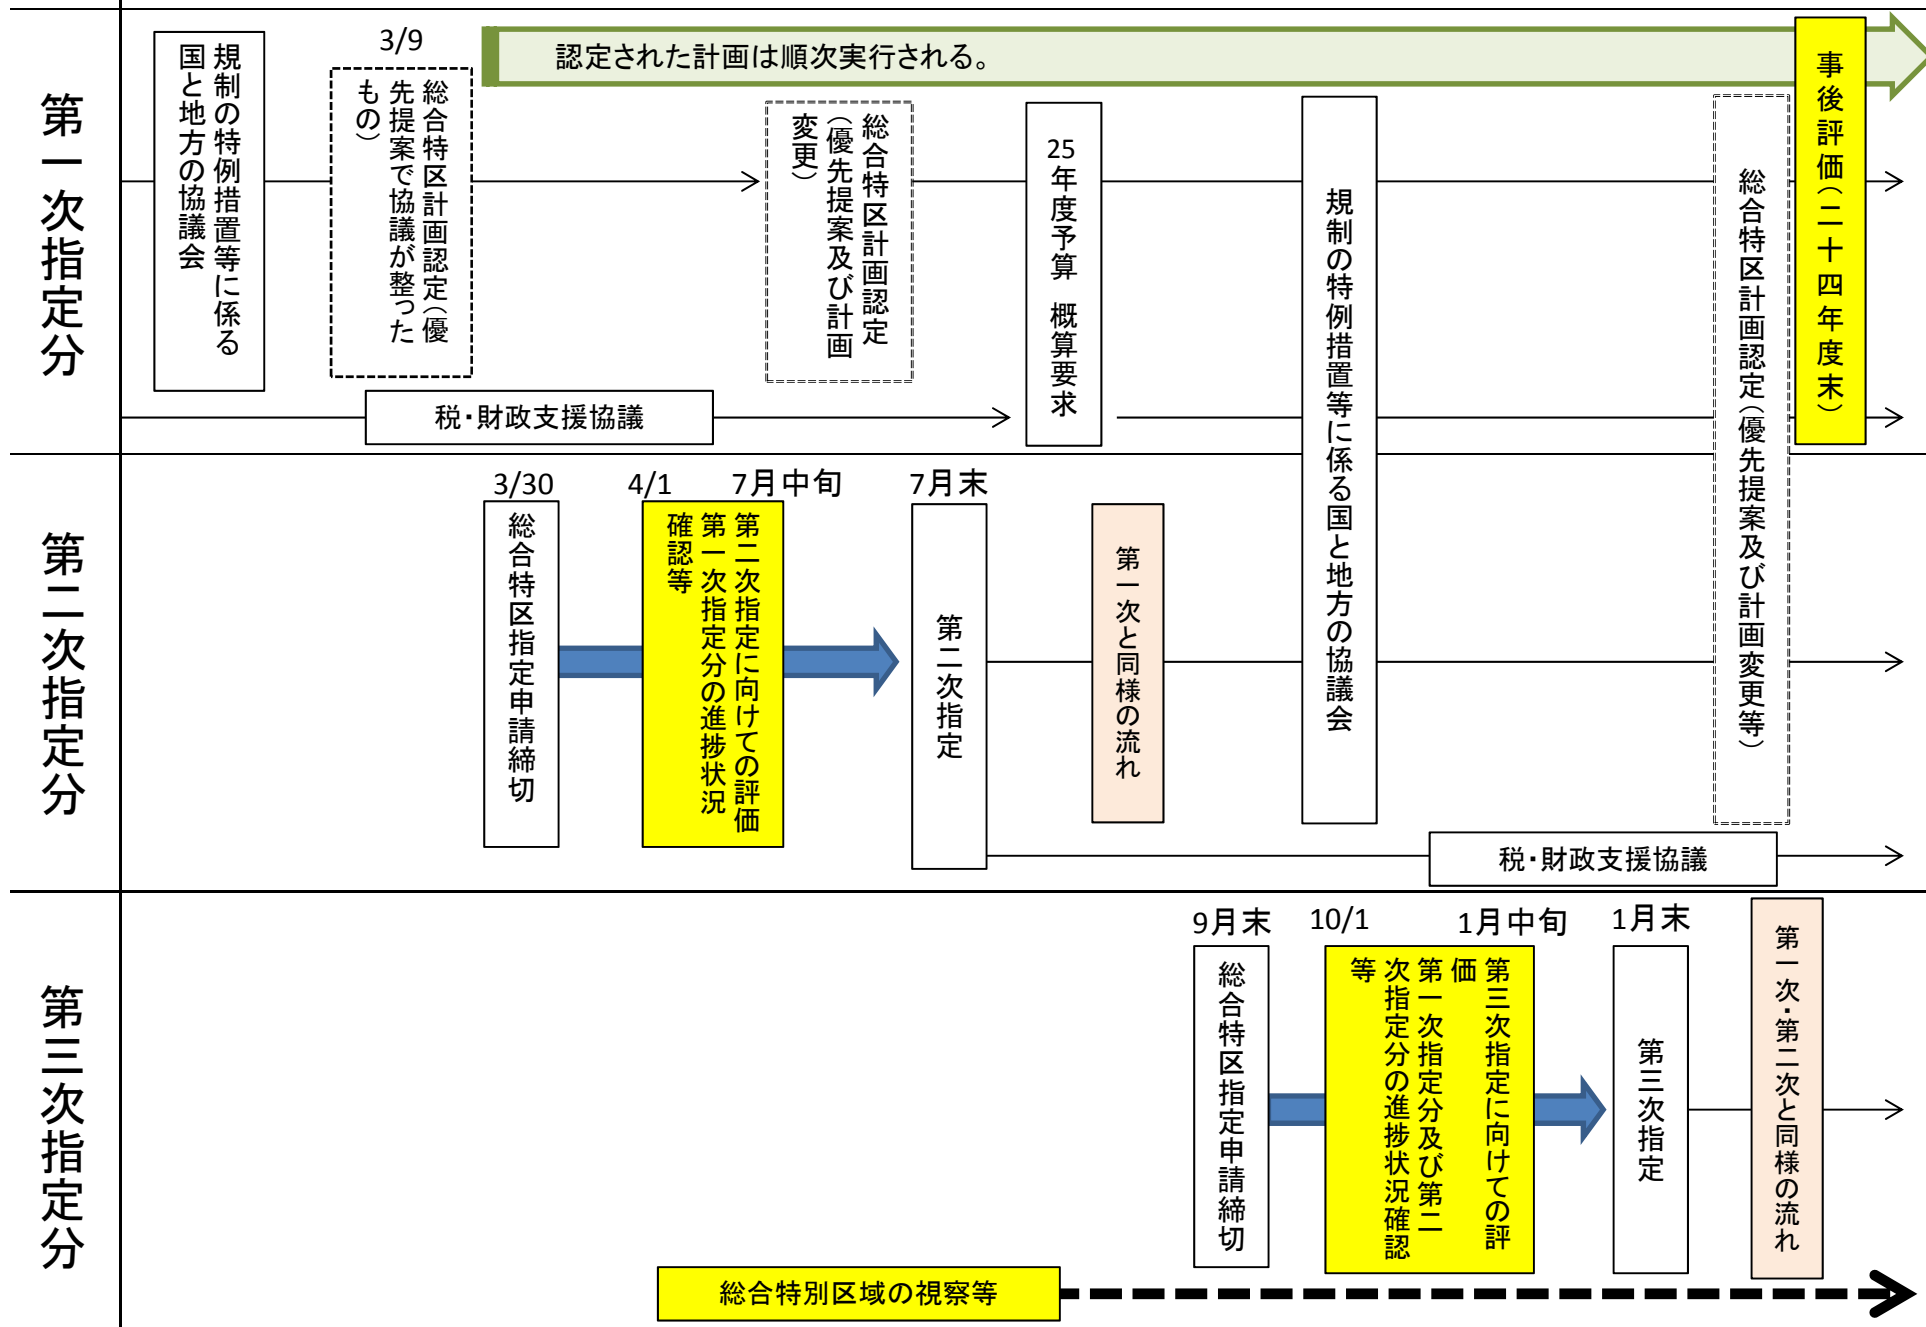 第一次指定分
規制の特例措置等に係る
国と地方の協議会
3/9
総合特区計画認定（優
先提案で協議が整った
もの）
認定された計画は順次実行される。
総合特区計画認定
（優先提案及び計画
変更）
25
年度予算 概算要求
規制の特例措置等に係る国と地方の協議会
総合特区計画認定（優先提案及び計画変更等）
事後評価（二十四年度末）
税・財政支援協議
第二次指定分
3/30
総合特区指定申請締切
4/1
7月中旬
第二次指定に向けての評価
第一次指定分の進捗状況
確認等
7月末
第二次指定
第一次と同様の流れ
税・財政支援協議
第三次指定分
9月末
総合特区指定申請締切
10/1
1月中旬
第三次指定に向けての評
価
第一次指定分及び第二
次指定分の進捗状況確認
等
1月末
第三次指定
第一次・第二次と同様の流れ
総合特別区域の視察等